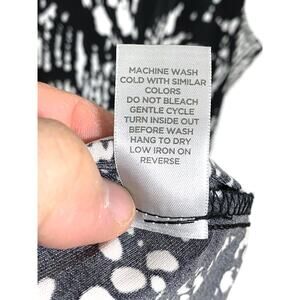 MACHINE WASH
COLD WITH SIMILAR
COLORS
DO NOT BLEACH
GENTLE CYCLE
TURN INSIDE OUT
BEFORE WASH
HANG TO DRY
LOW IRON ON
REVERSE